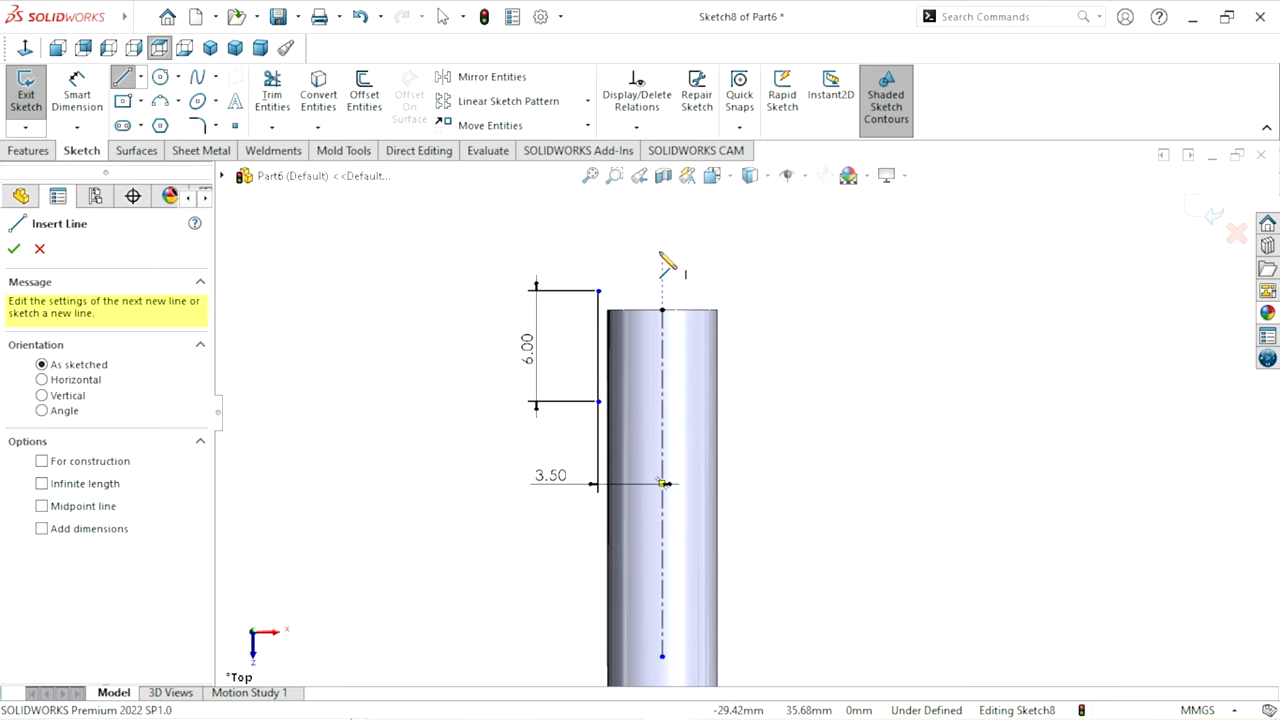 SOLIDWORKS
Sketch8 of Part6 *
Search Commands
Exit Sketch
Smart Dimension
Trim Entities
Convert Entities
Offset Entities
Offset On Surface
Mirror Entities
Linear Sketch Pattern
Move Entities
Display/Delete Relations
Repair Sketch
Quick Snaps
Rapid Sketch
Instant2D
Shaded Sketch Contours
Features
Sketch
Surfaces
Sheet Metal
Weldments
Mold Tools
Direct Editing
Evaluate
SOLIDWORKS Add-Ins
SOLIDWORKS CAM
Part6 (Default) <<Default...
Insert Line
Message
Edit the settings of the next new line or
sketch a new line.
Orientation
As sketched
Horizontal
Vertical
Angle
Options
For construction
Infinite length
Midpoint line
Add dimensions
6.00
3.50
X
Z
*Top
Model
3D Views
Motion Study 1
SOLIDWORKS Premium 2022 SP1.0
-29.42mm
35.68mm
0mm
Under Defined
Editing Sketch8
MMGS